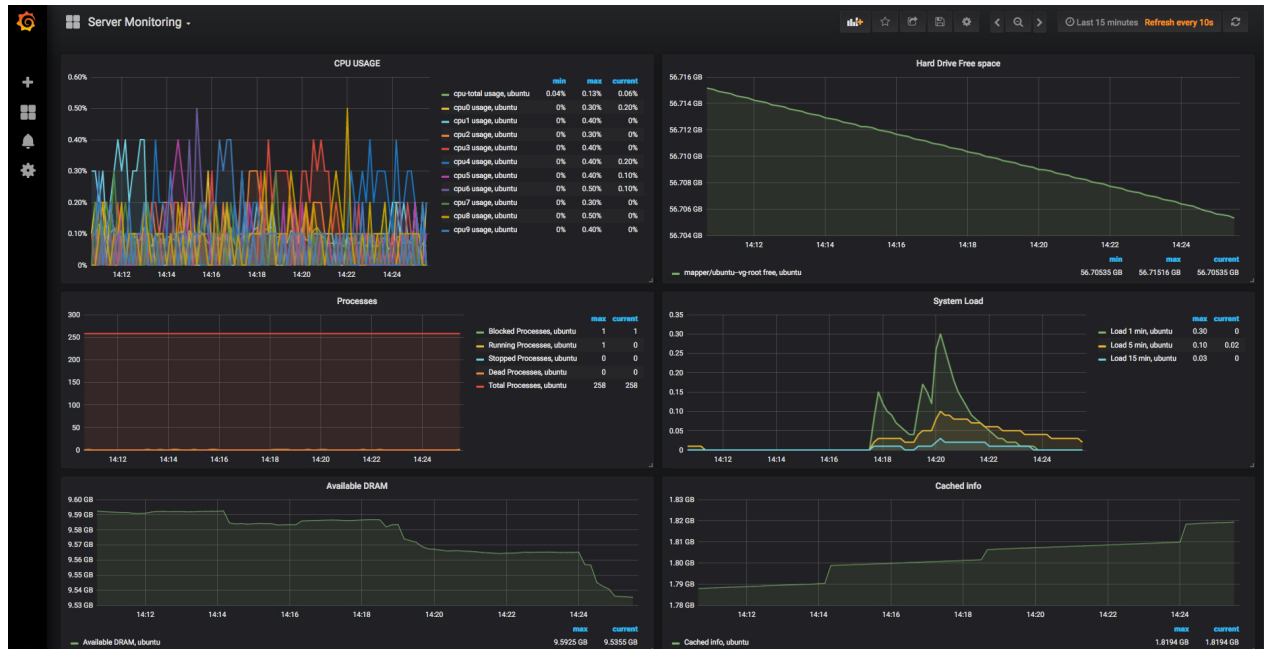 Server Monitoring -
Last 15 minutes Refresh every 10s
CPU USAGE
0.60%
0.50%
0.40%
0.30%
0.20%
0.10%
0%
14:12 14:14 14:16 14:18 14:20 14:22 14:24
min max current
cpu-total usage, ubuntu 0.04% 0.13% 0.06%
cpu0 usage, ubuntu 0% 0.30% 0.20%
cpu1 usage, ubuntu 0% 0.40% 0%
cpu2 usage, ubuntu 0% 0.30% 0%
cpu3 usage, ubuntu 0% 0.40% 0%
cpu4 usage, ubuntu 0% 0.40% 0.20%
cpu5 usage, ubuntu 0% 0.40% 0.10%
cpu6 usage, ubuntu 0% 0.50% 0.10%
cpu7 usage, ubuntu 0% 0.30% 0%
cpu8 usage, ubuntu 0% 0.50% 0%
cpu9 usage, ubuntu 0% 0.40% 0%
Hard Drive Free space
56.716 GB
56.714 GB
56.712 GB
56.710 GB
56.708 GB
56.706 GB
56.704 GB
14:12 14:14 14:16 14:18 14:20 14:22 14:24
min max current
mapper/ubuntu-vg-root free, ubuntu 56.70535 GB 56.71516 GB 56.70535 GB
Processes
300
250
200
150
100
50
0
14:12 14:14 14:16 14:18 14:20 14:22 14:24
max current
Blocked Processes, ubuntu 1 1
Running Processes, ubuntu 1 0
Stopped Processes, ubuntu 0 0
Dead Processes, ubuntu 0 0
Total Processes, ubuntu 258 258
System Load
0.35
0.30
0.25
0.20
0.15
0.10
0.05
0
14:12 14:14 14:16 14:18 14:20 14:22 14:24
max current
Load 1 min, ubuntu 0.30 0
Load 5 min, ubuntu 0.10 0.02
Load 15 min, ubuntu 0.03 0
Available DRAM
9.60 GB
9.59 GB
9.58 GB
9.57 GB
9.56 GB
9.55 GB
9.54 GB
9.53 GB
14:12 14:14 14:16 14:18 14:20 14:22 14:24
max current
Available DRAM, ubuntu 9.5925 GB 9.5355 GB
Cached info
1.83 GB
1.82 GB
1.81 GB
1.80 GB
1.79 GB
1.78 GB
14:12 14:14 14:16 14:18 14:20 14:22 14:24
max current
Cached info, ubuntu 1.8194 GB 1.8194 GB